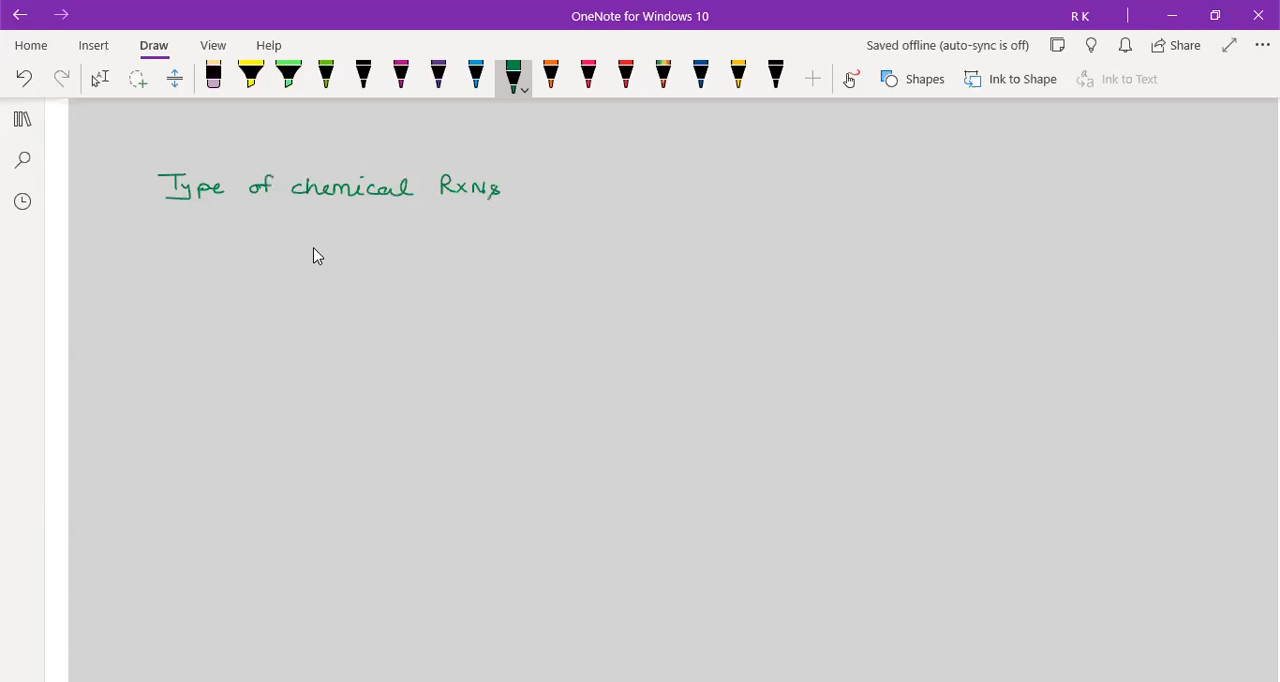 OneNote for Windows 10
R K
Home Insert Draw View Help
Saved offline (auto-sync is off) Share
Shapes Ink to Shape Ink to Text
Type of chemical RxNs